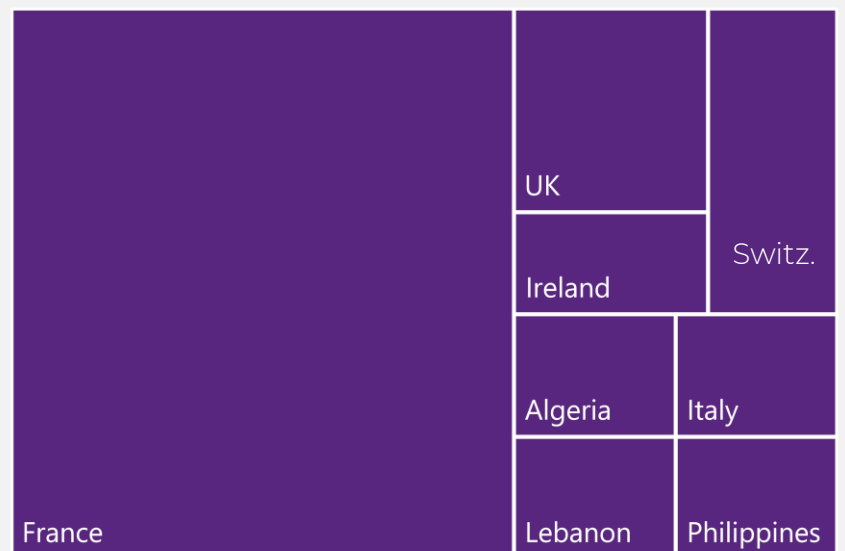 UK
Switz.
Ireland
Algeria
Italy
France
Lebanon
Philippines